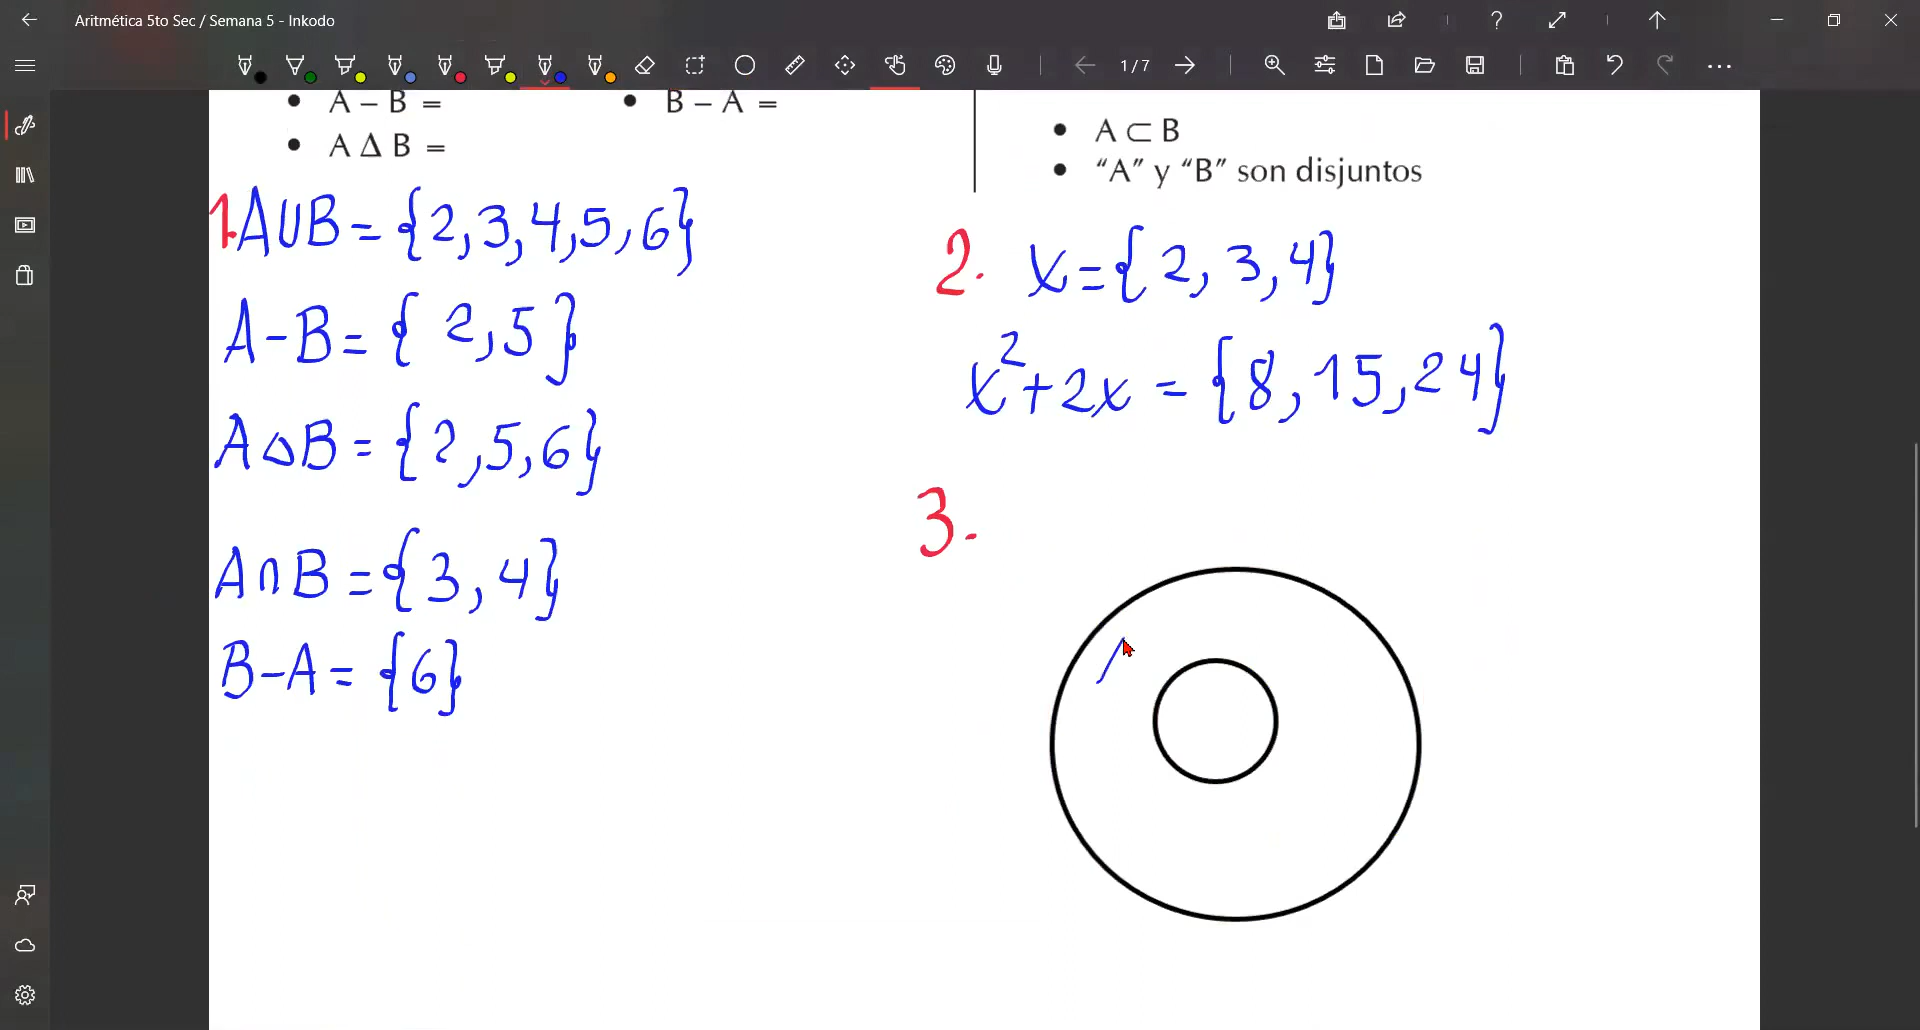 Aritmética 5to Sec / Semana 5 - Inkodo
1 / 7
• A – B =
• B – A =
• A Δ B =
• A ⊂ B
• “A” y “B” son disjuntos
1. A∪B = {2,3,4,5,6}
A-B = { 2,5 }
A△B = {2,5,6}
A∩B = {3, 4}
B-A = {6}
2. x = {2, 3, 4}
x²+2x = {8, 15, 24}
3.